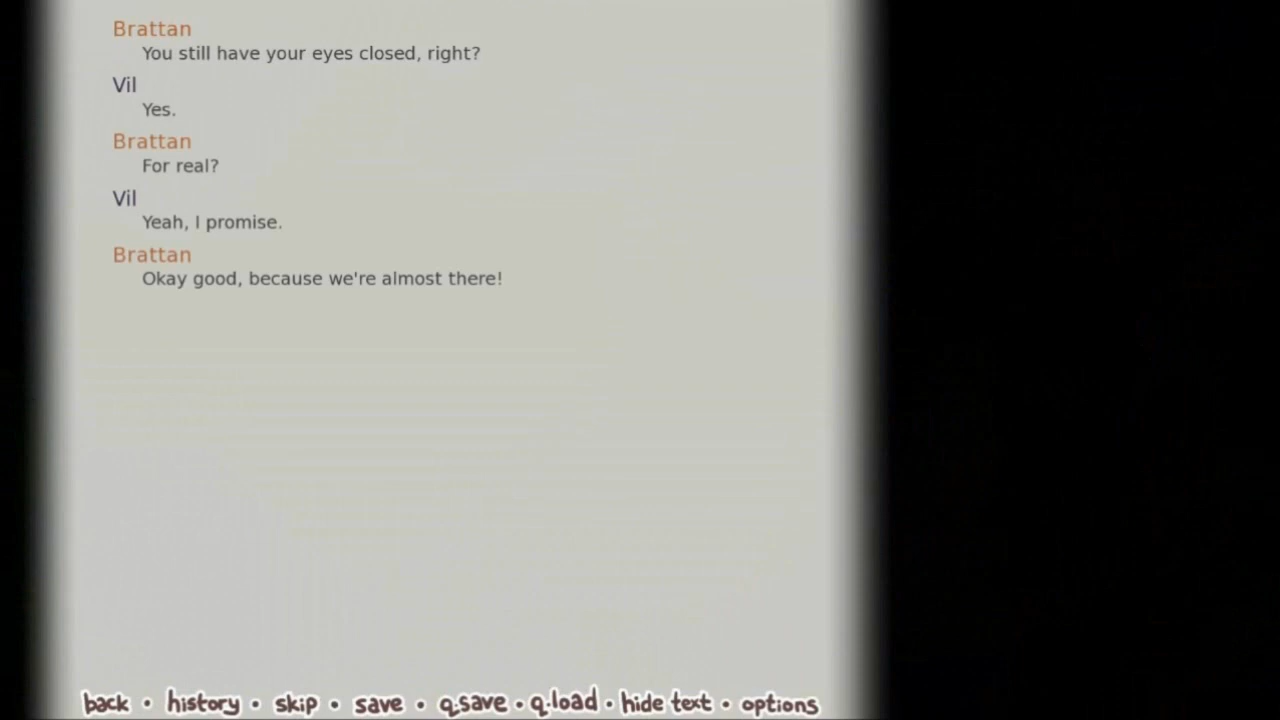 Brattan
You still have your eyes closed, right?
Vil
Yes.
Brattan
For real?
Vil
Yeah, I promise.
Brattan
Okay good, because we're almost there!
back • history • skip • save • q.save • q.load • hide text • options